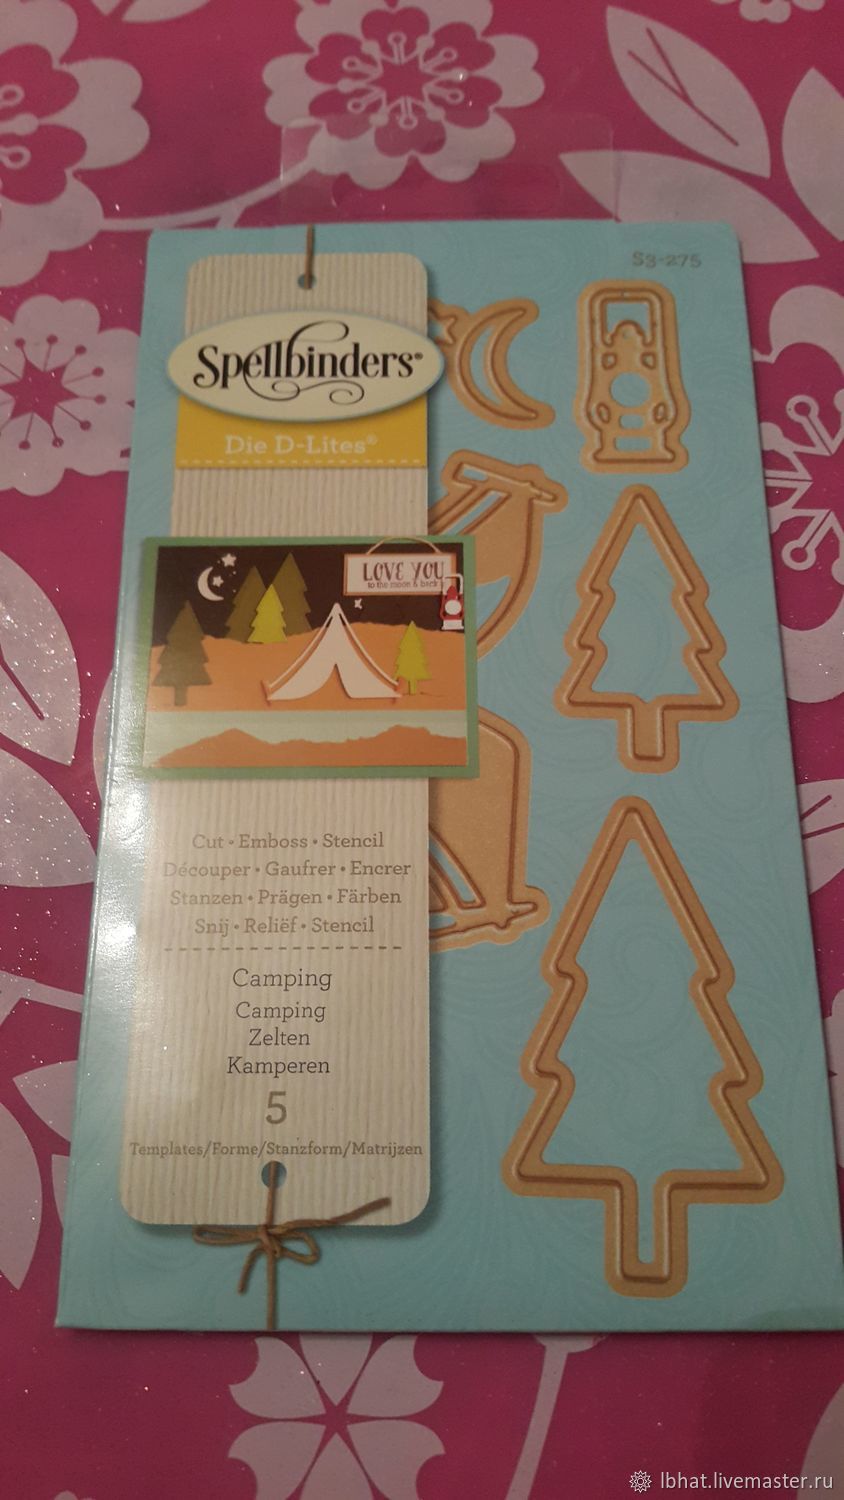 S3-275
Spellbinders®
Die D-Lites®
LOVE YOU
to the moon & back
Cut • Emboss • Stencil
Découper • Gaufrer • Encrer
Stanzen • Prägen • Färben
Snij • Reliëf • Stencil
Camping
Camping
Zelten
Kamperen
5
Templates/Forme/Stanzform/Matrijzen
lbhat.livemaster.ru